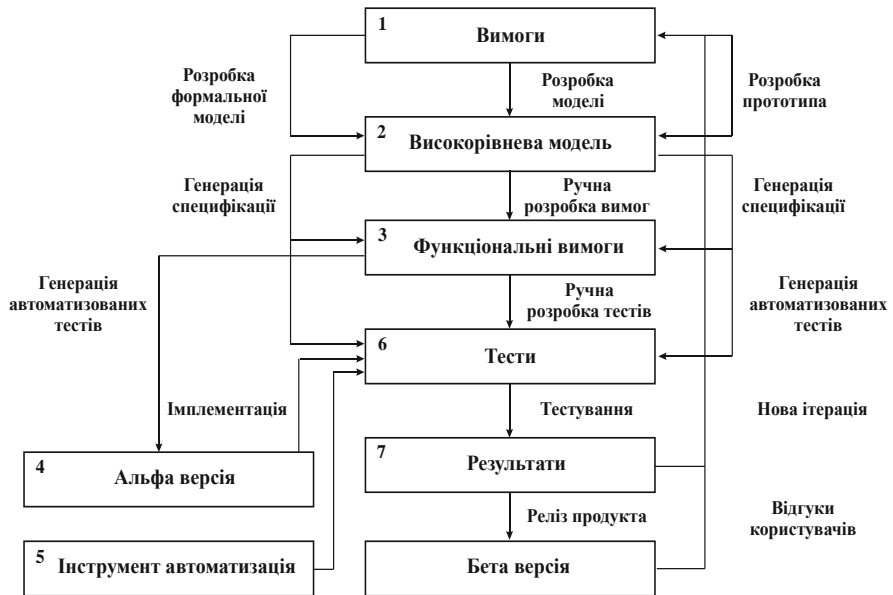 1
Вимоги
Розробка
формальної
моделі
Розробка
моделі
Розробка
прототипа
2
Високорівнева модель
Генерація
специфікації
Ручна
розробка вимог
Генерація
специфікації
3
Функціональні вимоги
Генерація
автоматизованих
тестів
Ручна
розробка тестів
Генерація
автоматизованих
тестів
6
Тести
Імплементація
Тестування
Нова ітерація
4
Альфа версія
7
Результати
Реліз продукта
Відгуки
користувачів
5
Інструмент автоматизація
Бета версія